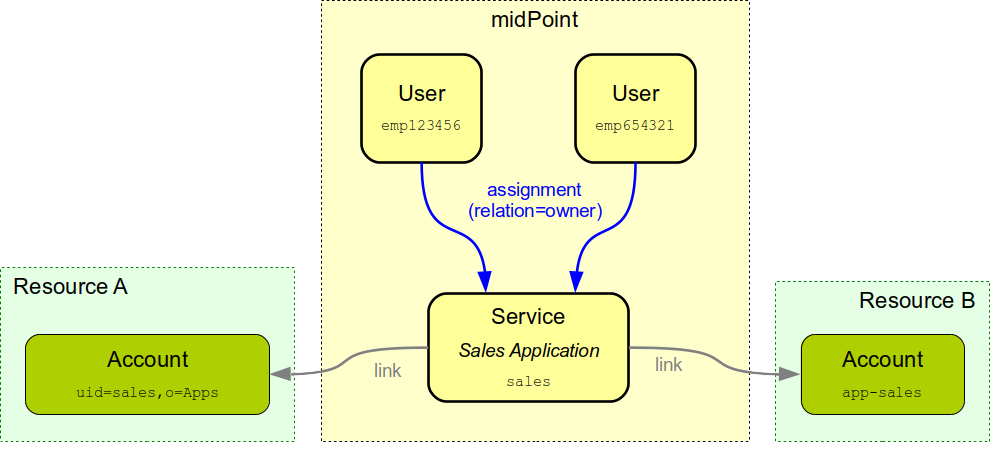 midPoint
User
emp123456
User
emp654321
assignment
(relation=owner)
Resource A
Account
uid=sales,o=Apps
link
Service
Sales Application
sales
link
Resource B
Account
app-sales